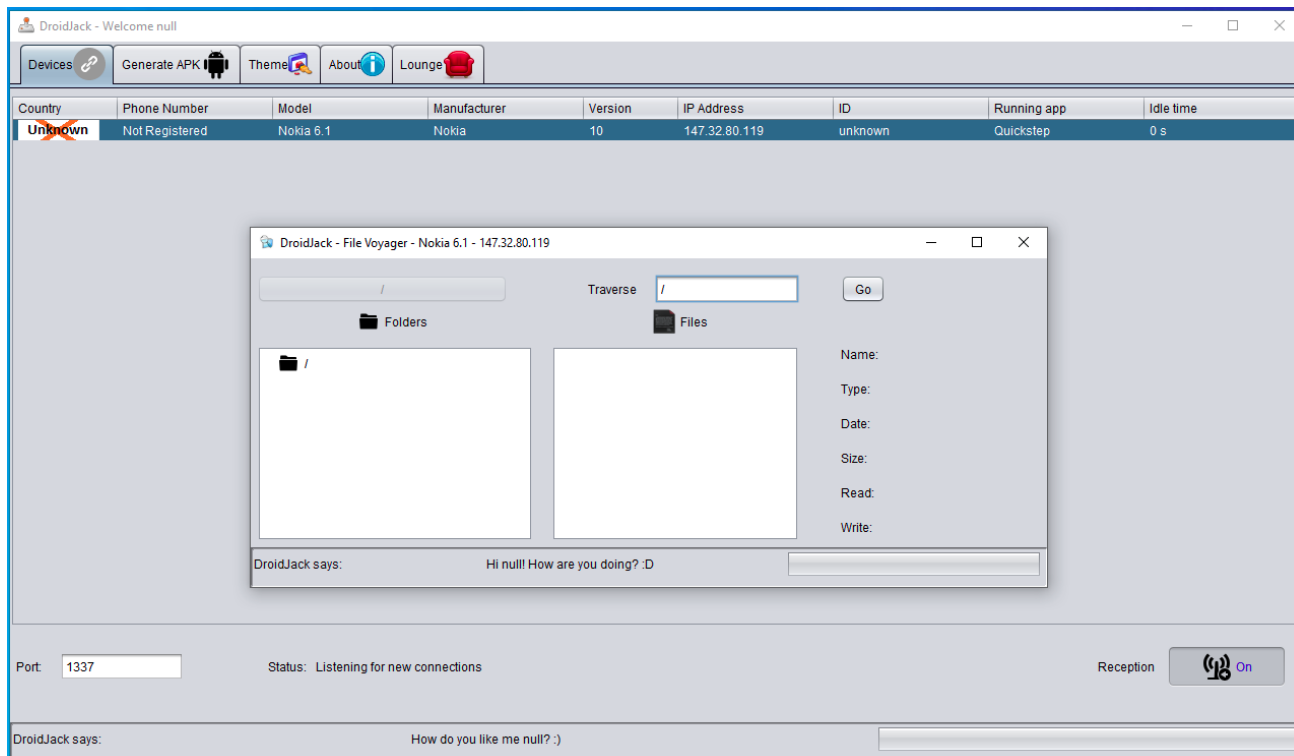 DroidJack - Welcome null
Devices Generate APK Theme About Lounge
Country Phone Number Model Manufacturer Version IP Address ID Running app Idle time
Unknown Not Registered Nokia 6.1 Nokia 10 147.32.80.119 unknown Quickstep 0 s
DroidJack - File Voyager - Nokia 6.1 - 147.32.80.119
/ Traverse / Go
Folders Files
/
Name:
Type:
Date:
Size:
Read:
Write:
DroidJack says: Hi null! How are you doing? :D
Port: 1337 Status: Listening for new connections Reception On
DroidJack says: How do you like me null? :)